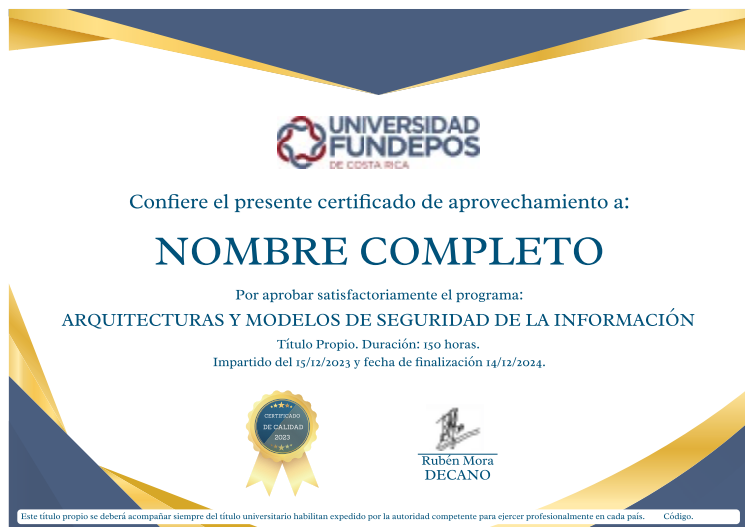 UNIVERSIDAD
FUNDEPOS
DE COSTA RICA
Confiere el presente certificado de aprovechamiento a:
NOMBRE COMPLETO
Por aprobar satisfactoriamente el programa:
ARQUITECTURAS Y MODELOS DE SEGURIDAD DE LA INFORMACIÓN
Título Propio. Duración: 150 horas.
Impartido del 15/12/2023 y fecha de finalización 14/12/2024.
CERTIFICADO
DE CALIDAD
2023
Rubén Mora
DECANO
Este título propio se deberá acompañar siempre del título universitario habilitan expedido por la autoridad competente para ejercer profesionalmente en cada país. Código.